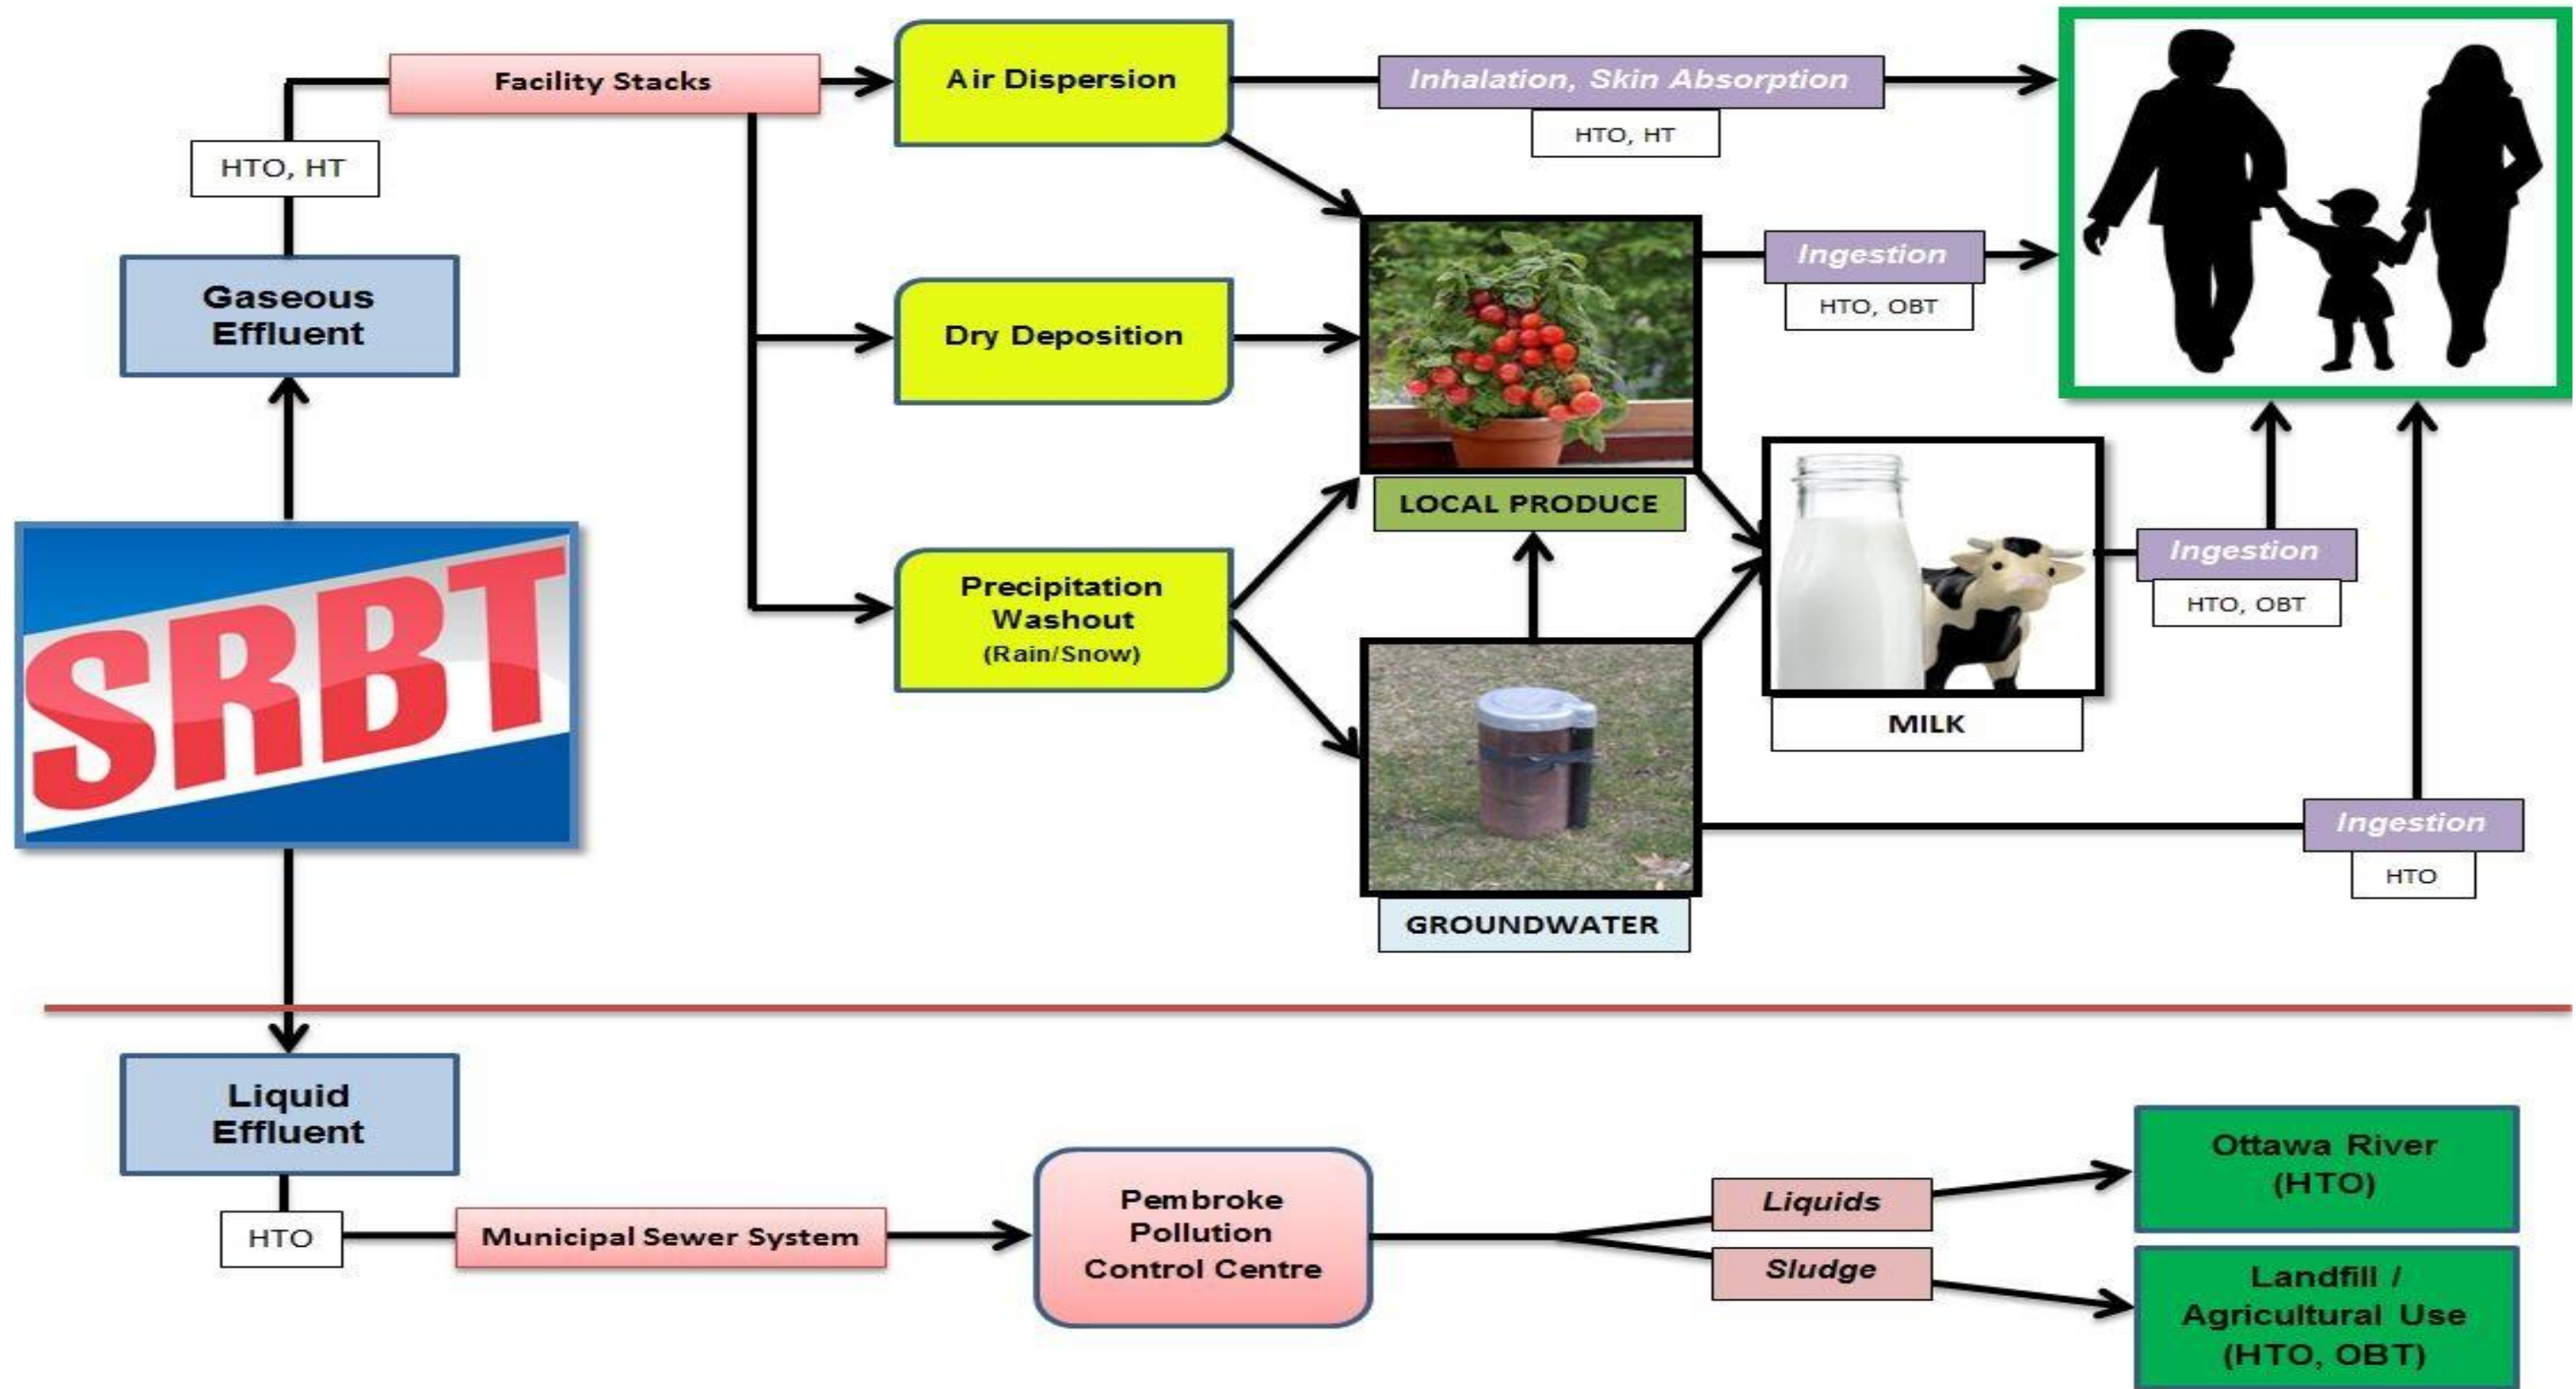 Facility Stacks
Air Dispersion
Inhalation, Skin Absorption
HTO, HT
HTO, HT
Gaseous
Effluent
Dry Deposition
Ingestion
HTO, OBT
LOCAL PRODUCE
SRBT
Precipitation
Washout
(Rain/Snow)
Ingestion
HTO, OBT
MILK
Ingestion
HTO
GROUNDWATER
Liquid
Effluent
HTO
Municipal Sewer System
Pembroke
Pollution
Control Centre
Liquids
Sludge
Ottawa River
(HTO)
Landfill /
Agricultural Use
(HTO, OBT)